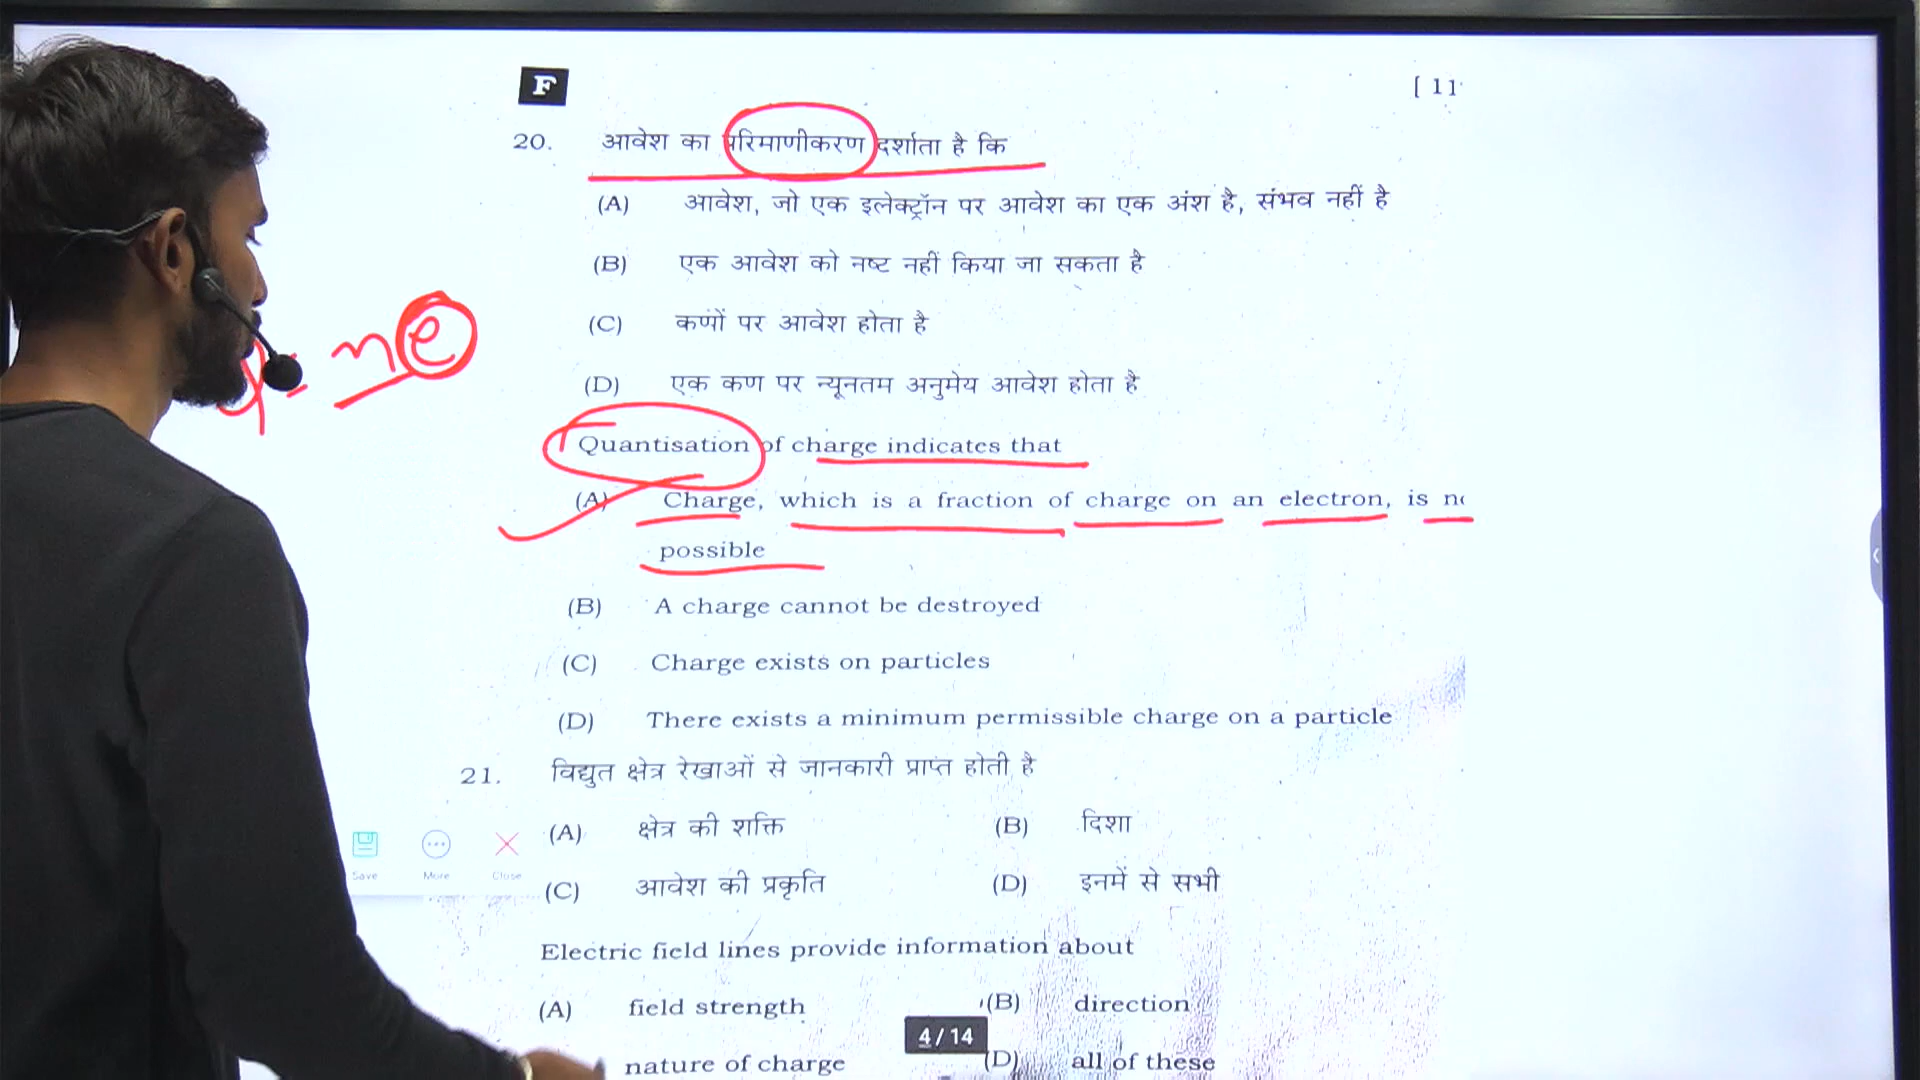 F
[ 11
20. आवेश का परिमाणीकरण दर्शाता है कि
(A) आवेश, जो एक इलेक्ट्रॉन पर आवेश का एक अंश है, संभव नहीं है
(B) एक आवेश को नष्ट नहीं किया जा सकता है
(C) कणों पर आवेश होता है
(D) एक कण पर न्यूनतम अनुमेय आवेश होता है
= ne
Quantisation of charge indicates that
(A) Charge, which is a fraction of charge on an electron, is
possible
(B) A charge cannot be destroyed
(C) Charge exists on particles
(D) There exists a minimum permissible charge on a particle
21. विद्युत क्षेत्र रेखाओं से जानकारी प्राप्त होती है
(A) क्षेत्र की शक्ति (B) दिशा
(C) आवेश की प्रकृति (D) इनमें से सभी
Save More Close
Electric field lines provide information about
(A) field strength (B) direction
nature of charge (D) all of these
4 / 14